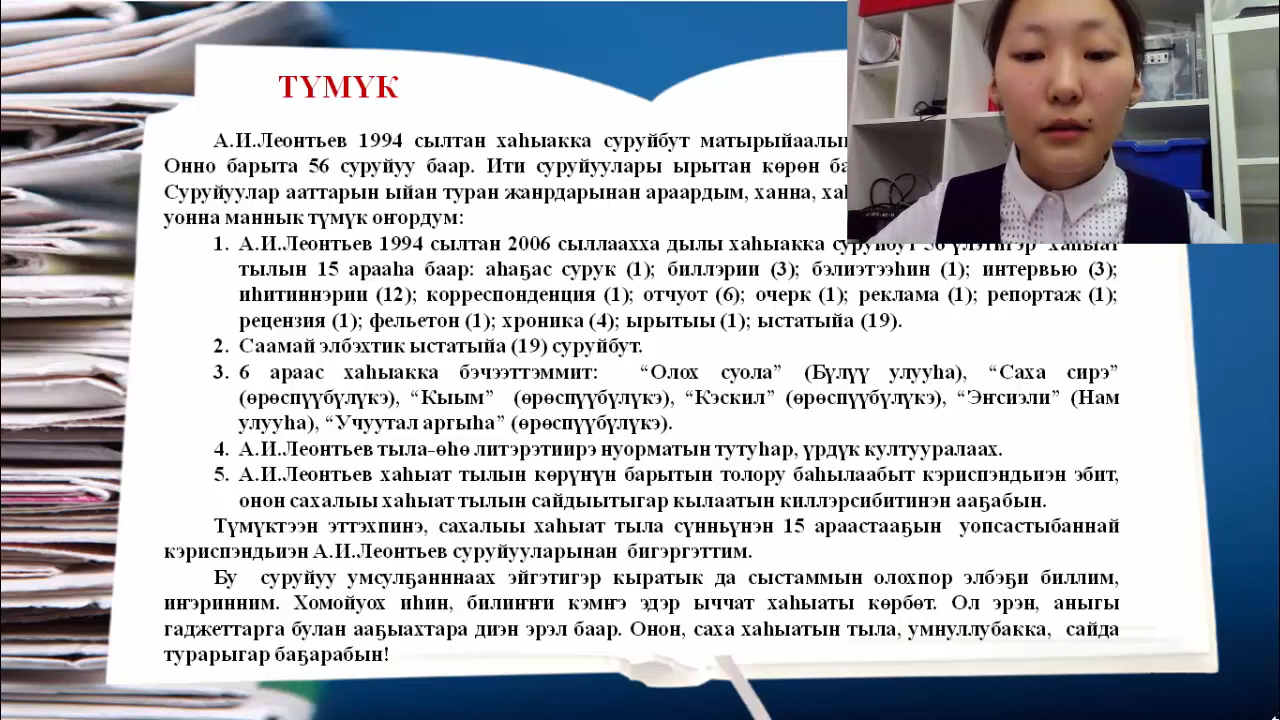 ТҮМҮК
А.И.Леонтьев 1994 сылтан хаһыакка суруйбут матырыйаалын
Онно барыта 56 суруйуу баар. Ити суруйуулары ырытан көрөн
Суруйуулар ааттарын ыйан туран жанрдарынан араардым, ханна,
уонна маннык түмүк оҥордум:
1. А.И.Леонтьев 1994 сылтан 2006 сыллаахха дылы хаһыакка суруйбут 56 үлэтигэр хаһыат
тылын 15 арааһа баар: аһаҕас сурук (1); биллэрии (3); бэлиэтээһин (1); интервью (3);
иһитиннэрии (12); корреспонденция (1); отчуот (6); очерк (1); реклама (1); репортаж (1);
рецензия (1); фельетон (1); хроника (4); ырытыы (1); ыстатыйа (19).
2. Саамай элбэхтик ыстатыйа (19) суруйбут.
3. 6 араас хаһыакка бэчээттэммит: “Олох суола” (Бүлүү улууһа), “Саха сирэ”
(өрөспүүбүлүкэ), “Кыым” (өрөспүүбүлүкэ), “Кэскил” (өрөспүүбүлүкэ), “Эҥсиэли” (Нам
улууһа), “Учуутал аргыһа” (өрөспүүбүлүкэ).
4. А.И.Леонтьев тыла-өһө литэрэтиирэ нуорматын тутуһар, үрдүк култууралаах.
5. А.И.Леонтьев хаһыат тылын көрүҥүн барытын толору баһылаабыт кэриспэндьиэн эбит,
онон сахалыы хаһыат тылын сайдыытыгар кылаатын киллэрсибитинэн ааҕабын.
Түмүктээн эттэхпинэ, сахалыы хаһыат тыла сүнньүнэн 15 араастааҕын уопсастыбаннай
кэриспэндьиэн А.И.Леонтьев суруйууларынан бигэргэттим.
Бу суруйуу умсулҕанннаах эйгэтигэр кыратык да сыстаммын олохпор элбэҕи биллим,
иҥэринним. Хомойуох иһин, билиҥҥи кэмҥэ эдэр ыччат хаһыаты көрбөт. Ол эрэн, аныгы
гаджеттарга булан ааҕыахтара диэн эрэл баар. Онон, саха хаһыатын тыла, умнуллубакка, сайда
турарыгар баҕарабын!